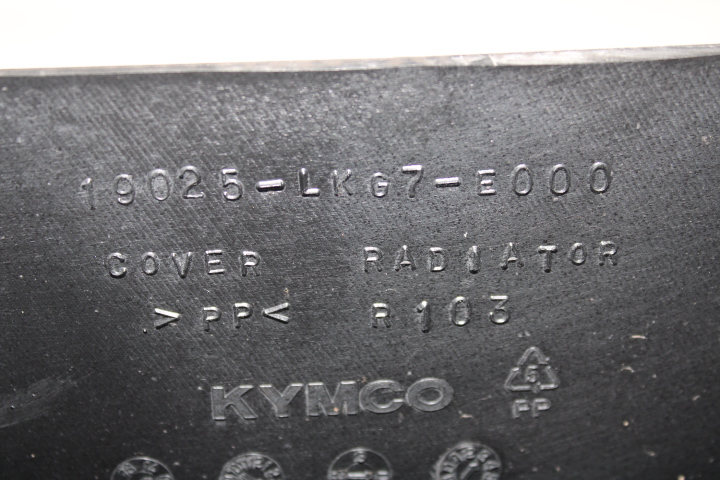 19025-LKG7-E000
COVER RADIATOR
>PP< R103
KYMCO
5
PP